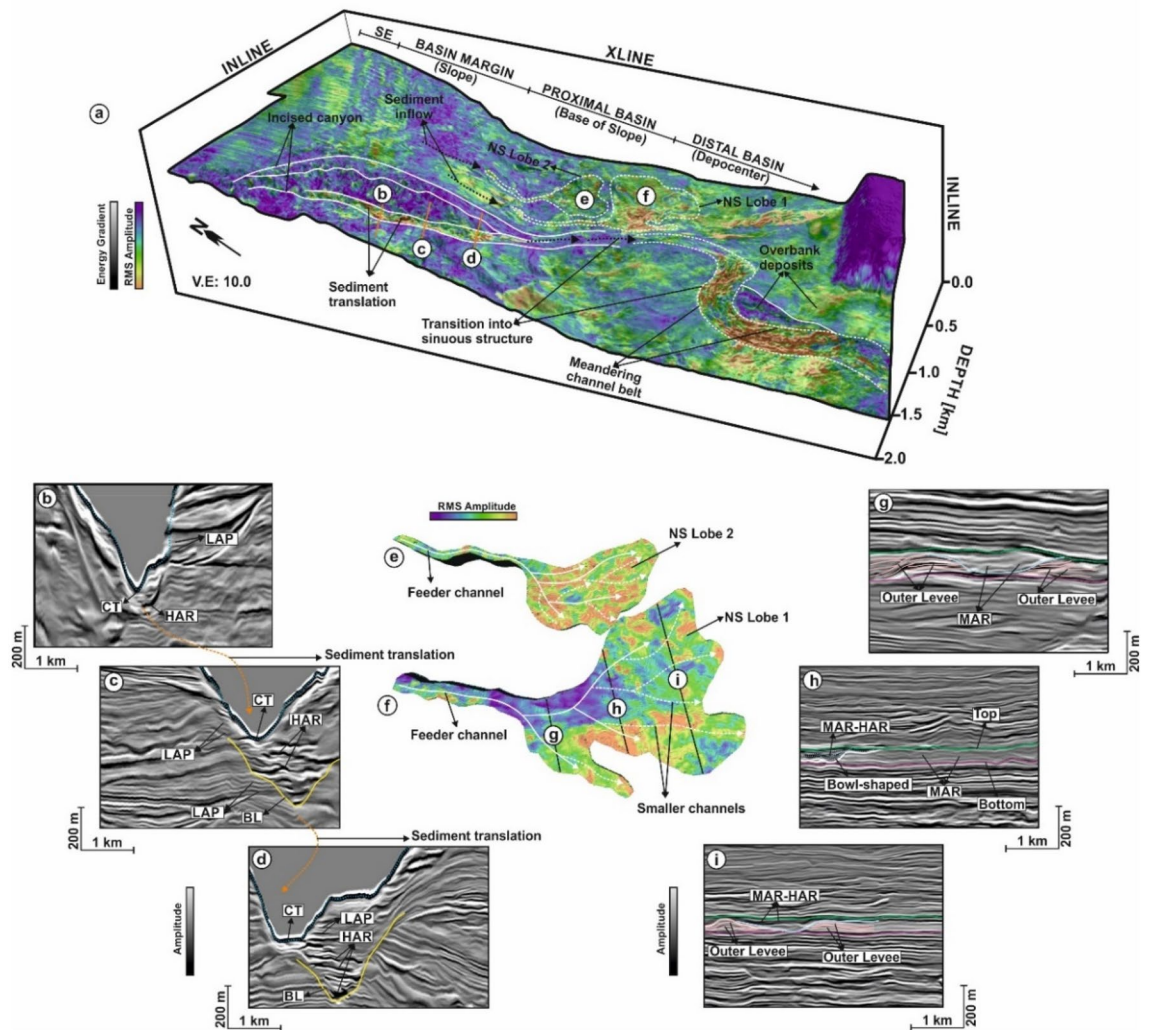 INLINE
XLINE
SE
BASIN MARGIN
(Slope)
PROXIMAL BASIN
(Base of Slope)
DISTAL BASIN
(Depocenter)
INLINE
a
Incised canyon
Sediment
inflow
NS Lobe 2
b
e
f
NS Lobe 1
c
d
N
Energy Gradient
RMS Amplitude
V.E: 10.0
Sediment
translation
Transition into
sinuous structure
Meandering
channel belt
Overbank
deposits
0.0
0.5
1.0
1.5
2.0
DEPTH [km]
b
LAP
CT
HAR
200 m
1 km
Sediment translation
c
CT
HAR
LAP
LAP
BL
200 m
1 km
Sediment translation
d
CT
LAP
HAR
BL
Amplitude
200 m
1 km
RMS Amplitude
e
Feeder channel
NS Lobe 2
NS Lobe 1
f
Feeder channel
g
h
i
Smaller channels
g
Outer Levee
MAR
Outer Levee
1 km
200 m
h
MAR-HAR
Top
Bowl-shaped
MAR
Bottom
1 km
200 m
i
MAR-HAR
Outer Levee
Outer Levee
Amplitude
1 km
200 m